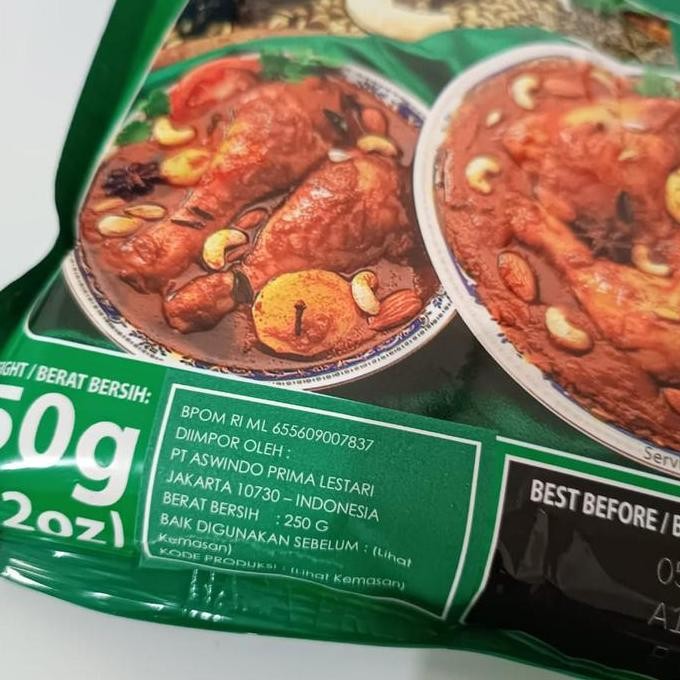 / BERAT BERSIH:
50g
2oz)
BPOM RI ML 655609007837
DIIMPOR OLEH :
PT ASWINDO PRIMA LESTARI
JAKARTA 10730 – INDONESIA
BERAT BERSIH : 250 G
BAIK DIGUNAKAN SEBELUM : (Lihat
Kemasan)
KODE PRODUKSI : (Lihat Kemasan)
BEST BEFORE /
05